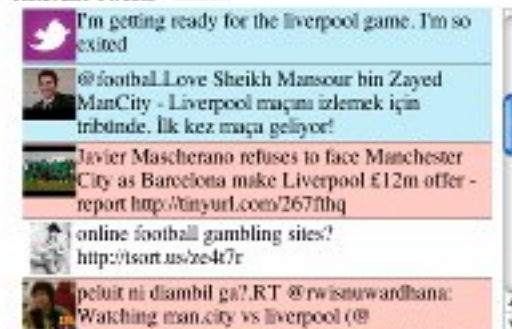 I'm getting ready for the liverpool game. I'm so
exited
@footbalLLove Sheikh Mansour bin Zayed
ManCity - Liverpool maçını izlemek için
tribünde. İlk kez maça geliyor!
Javier Mascherano refuses to face Manchester
City as Barcelona make Liverpool £12m offer -
report http://tinyurl.com/267fthq
online football gambling sites?
http://isort.us/ze4t7r
peluit ni diambil ga?.RT @rwisnuwardhana:
Watching man.city vs liverpool (@